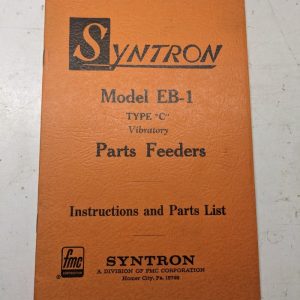 SYNTRON
Model EB-1
TYPE "C"
Vibratory
Parts Feeders
Instructions and Parts List
fmc
CORPORATION
SYNTRON
A DIVISION OF FMC CORPORATION
Homer City, Pa. 15748